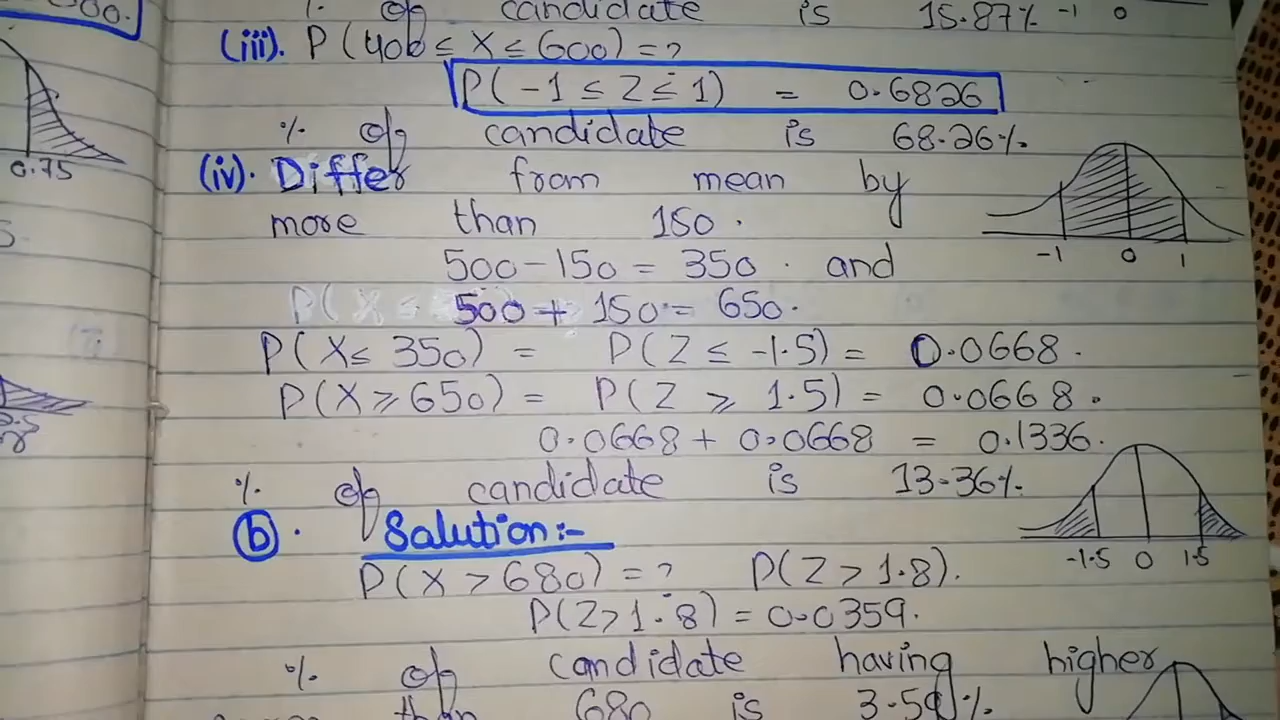 % of candidate is 15.87% -1 0
(iii). P(400 ≤ X ≤ 600) = ?
P(-1 ≤ Z ≤ 1) = 0.6826
% of candidate is 68.26%.
(iv). Differ from mean by
more than 150.
-1 0 1
500-150 = 350. and
500 + 150 = 650.
P(X ≤ 350) = P(Z ≤ -1.5) = 0.0668.
P(X ≥ 650) = P(Z ≥ 1.5) = 0.0668.
0.0668 + 0.0668 = 0.1336.
% of candidate is 13.36%.
-1.5 0 1.5
(b). Salution:-
P(X > 680) = ? P(Z > 1.8).
P(Z > 1.8) = 0.0359.
% of candidate having higher
than 680 is 3.59%
0.75